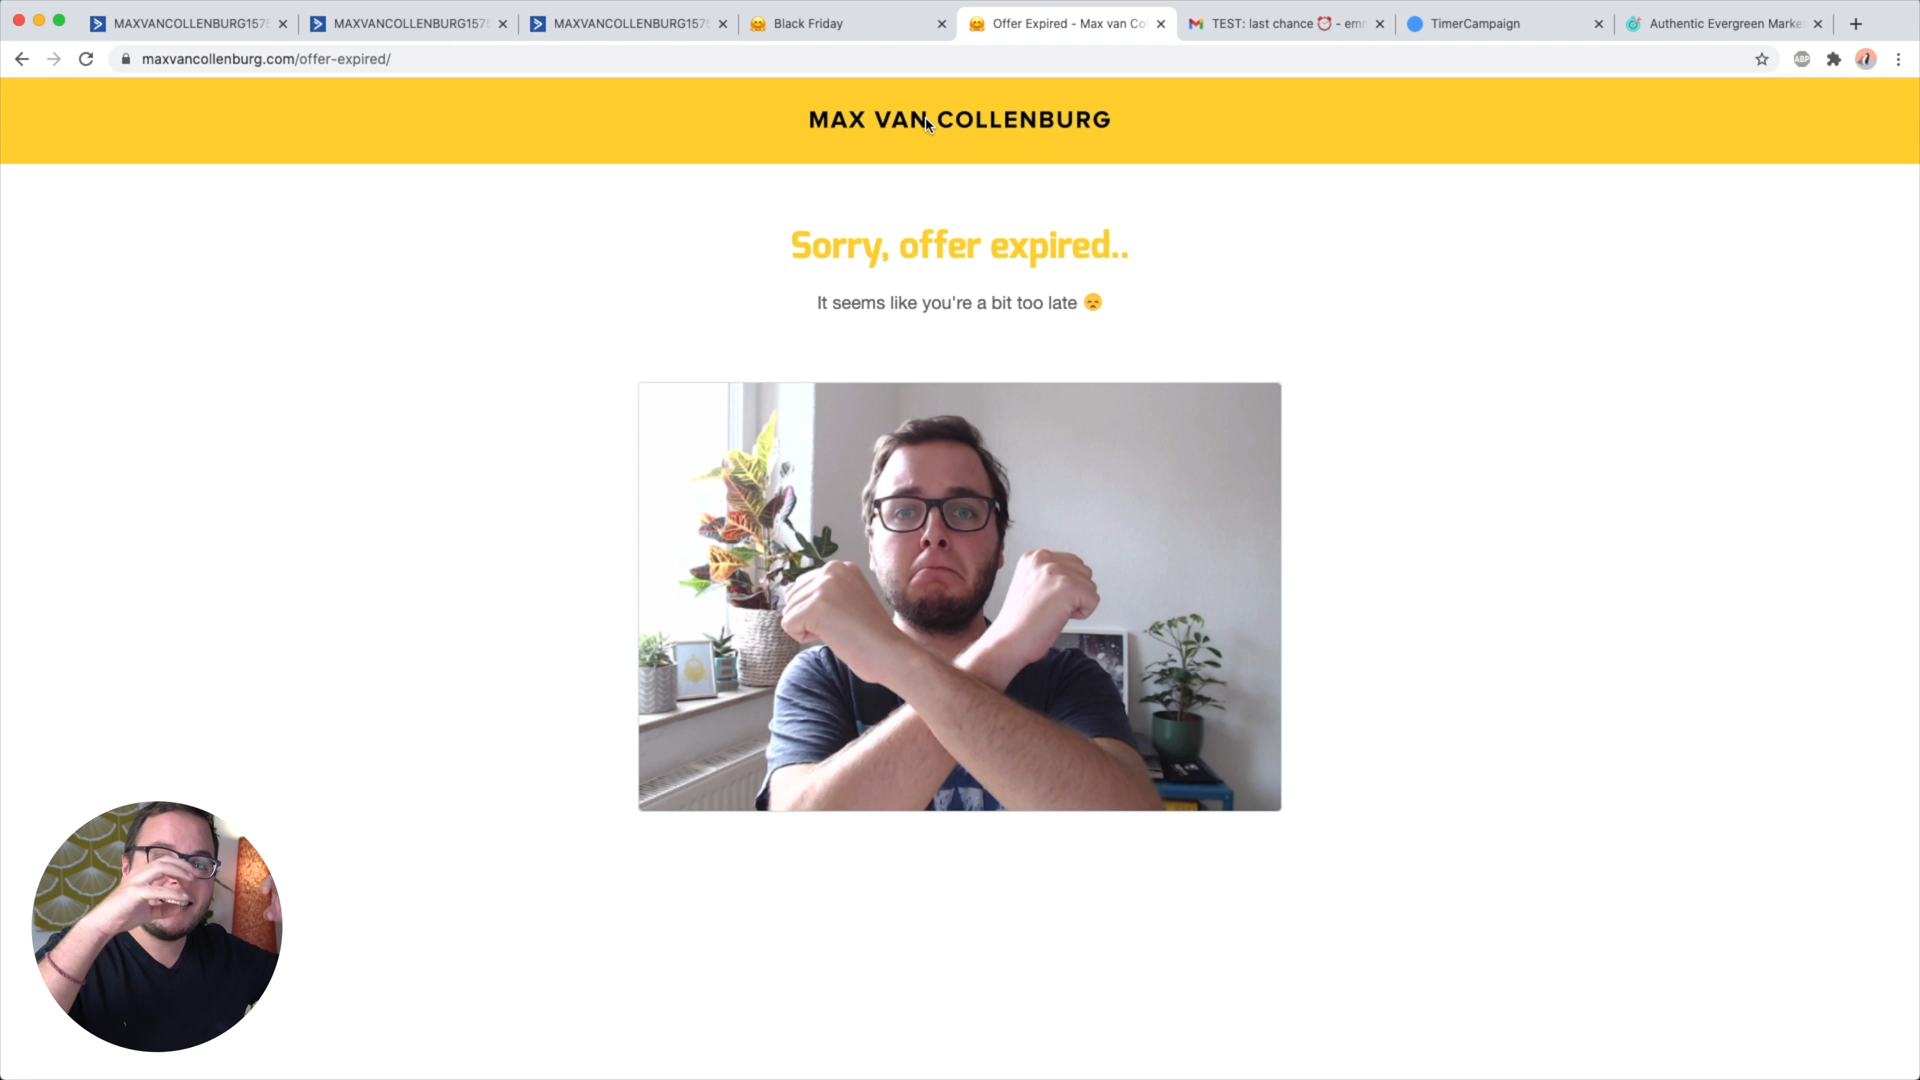 MAXVANCOLLENBURG157
MAXVANCOLLENBURG157
MAXVANCOLLENBURG157
Black Friday
Offer Expired - Max van Co
TEST: last chance ⏰ - em
TimerCampaign
Authentic Evergreen Marke
maxvancollenburg.com/offer-expired/
ABP
MAX VAN COLLENBURG
Sorry, offer expired..
It seems like you're a bit too late 😞